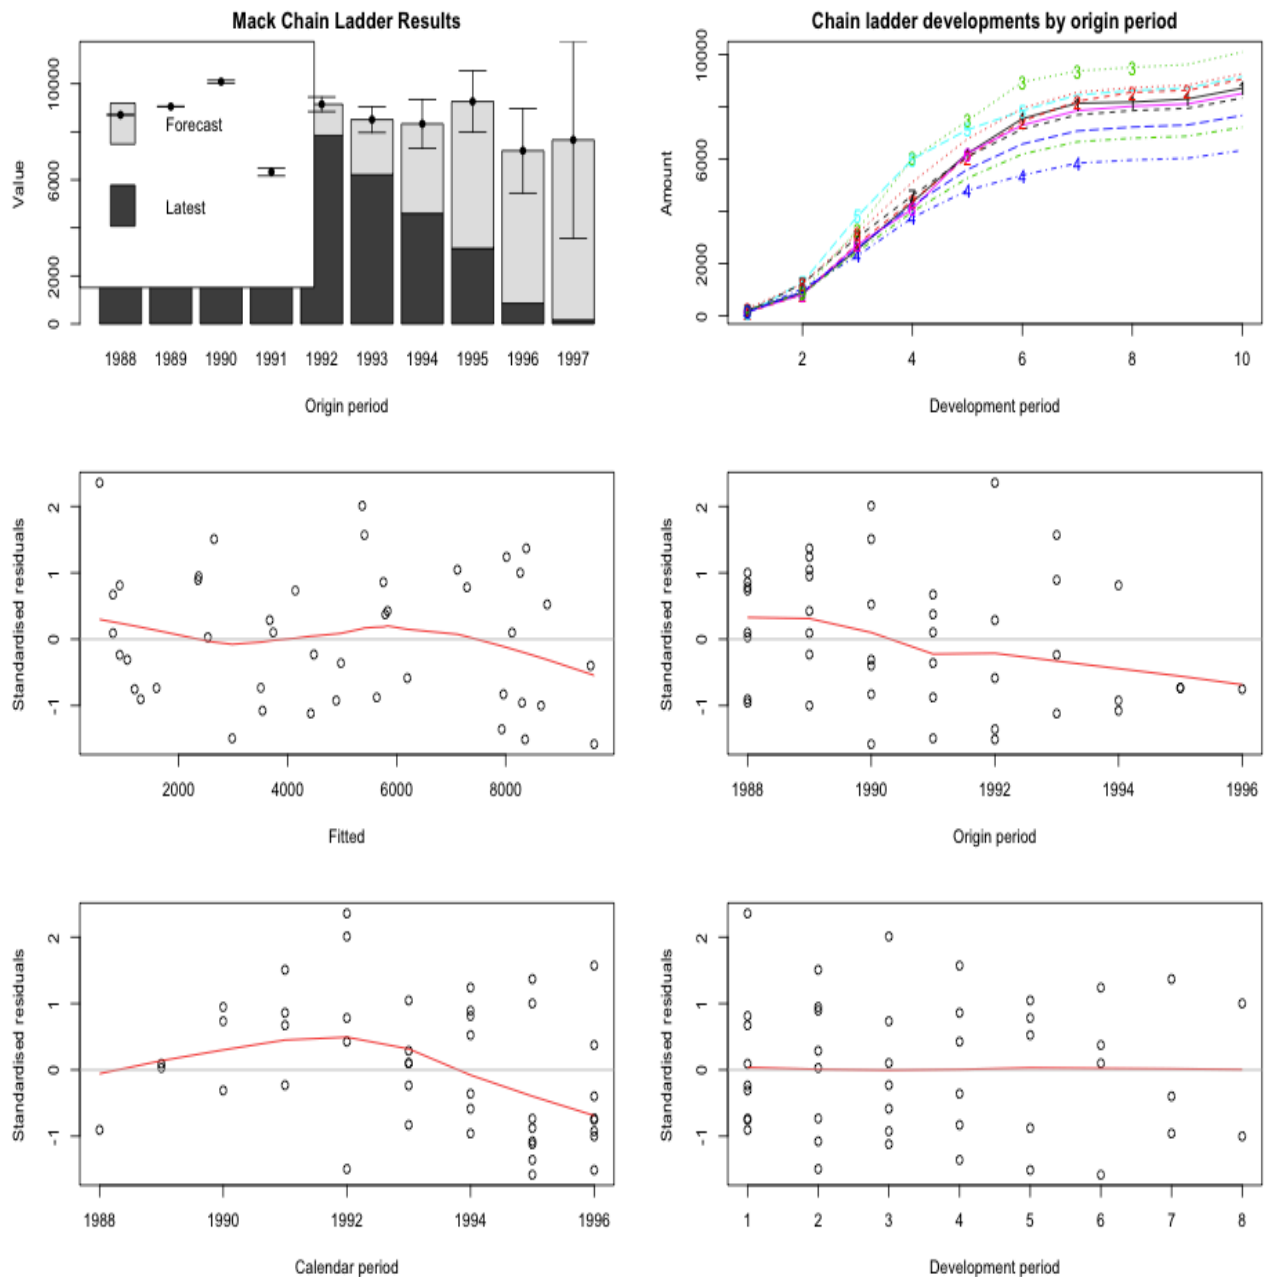 Mack Chain Ladder Results
Value
0
2000
6000
10000
Forecast
Latest
1988 1989 1990 1991 1992 1993 1994 1995 1996 1997
Origin period
Chain ladder developments by origin period
Amount
0
2000
6000
10000
2 4 6 8 10
Development period
Standardised residuals
-1
0
1
2
2000 4000 6000 8000
Fitted
Standardised residuals
-1
0
1
2
1988 1990 1992 1994 1996
Origin period
Standardised residuals
-1
0
1
2
1988 1990 1992 1994 1996
Calendar period
Standardised residuals
-1
0
1
2
1 2 3 4 5 6 7 8
Development period